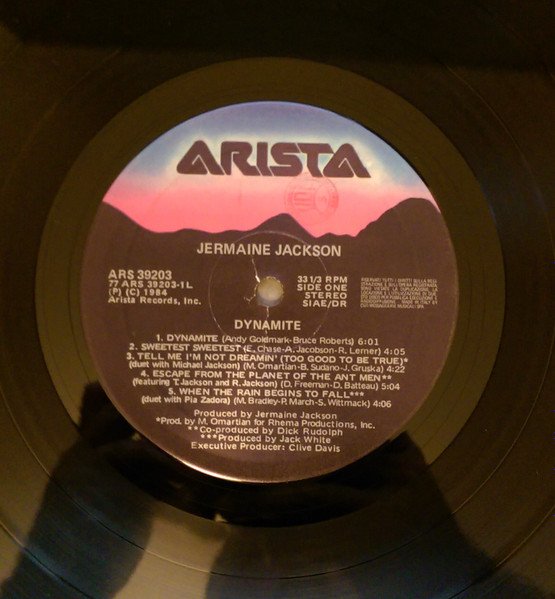 ARISTA
JERMAINE JACKSON
ARS 39203
77 ARS 39203-1L
(P) (C) 1984
Arista Records, Inc.
33 1/3 RPM
SIDE ONE
STEREO
SIAE/DR
RISERVATI TUTTI I DIRITTI SULLA REGI
DYNAMITE
1. DYNAMITE (Andy Goldmark-Bruce Roberts) 6:01
2. SWEETEST SWEETEST (E. Chase-A. Jacobson-R. Lerner) 4:05
3. TELL ME I'M NOT DREAMIN' (TOO GOOD TO BE TRUE)*
(duet with Michael Jackson) (M. Omartian-B. Sudano-J. Gruska) 4:22
4. ESCAPE FROM THE PLANET OF THE ANT MEN**
(featuring T. Jackson and R. Jackson) (D. Freeman-D. Batteau) 5:04
5. WHEN THE RAIN BEGINS TO FALL***
(duet with Pia Zadora) (M. Bradley-P. March-S. Wittmack) 4:06
Produced by Jermaine Jackson
*Prod. by M. Omartian for Rhema Productions, Inc.
**Co-produced by Dick Rudolph
***Produced by Jack White
Executive Producer: Clive Davis